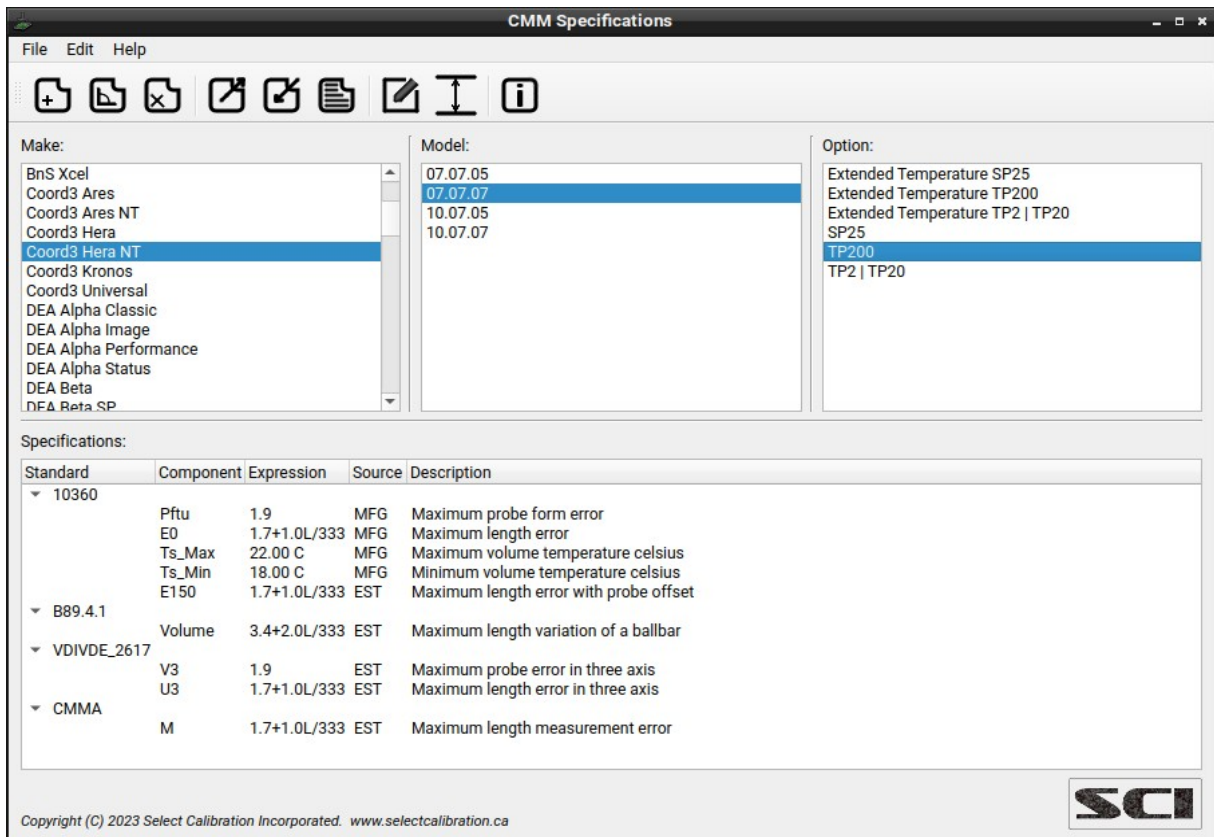 CMM Specifications
File Edit Help
Make:
BnS Xcel
Coord3 Ares
Coord3 Ares NT
Coord3 Hera
Coord3 Hera NT
Coord3 Kronos
Coord3 Universal
DEA Alpha Classic
DEA Alpha Image
DEA Alpha Performance
DEA Alpha Status
DEA Beta
DEA Beta SP
Model:
07.07.05
07.07.07
10.07.05
10.07.07
Option:
Extended Temperature SP25
Extended Temperature TP200
Extended Temperature TP2 | TP20
SP25
TP200
TP2 | TP20
Specifications:
Standard Component Expression Source Description
10360
Pftu 1.9 MFG Maximum probe form error
E0 1.7+1.0L/333 MFG Maximum length error
Ts_Max 22.00 C MFG Maximum volume temperature celsius
Ts_Min 18.00 C MFG Minimum volume temperature celsius
E150 1.7+1.0L/333 EST Maximum length error with probe offset
B89.4.1
Volume 3.4+2.0L/333 EST Maximum length variation of a ballbar
VDIVDE_2617
V3 1.9 EST Maximum probe error in three axis
U3 1.7+1.0L/333 EST Maximum length error in three axis
CMMA
M 1.7+1.0L/333 EST Maximum length measurement error
SCI
Copyright (C) 2023 Select Calibration Incorporated. www.selectcalibration.ca